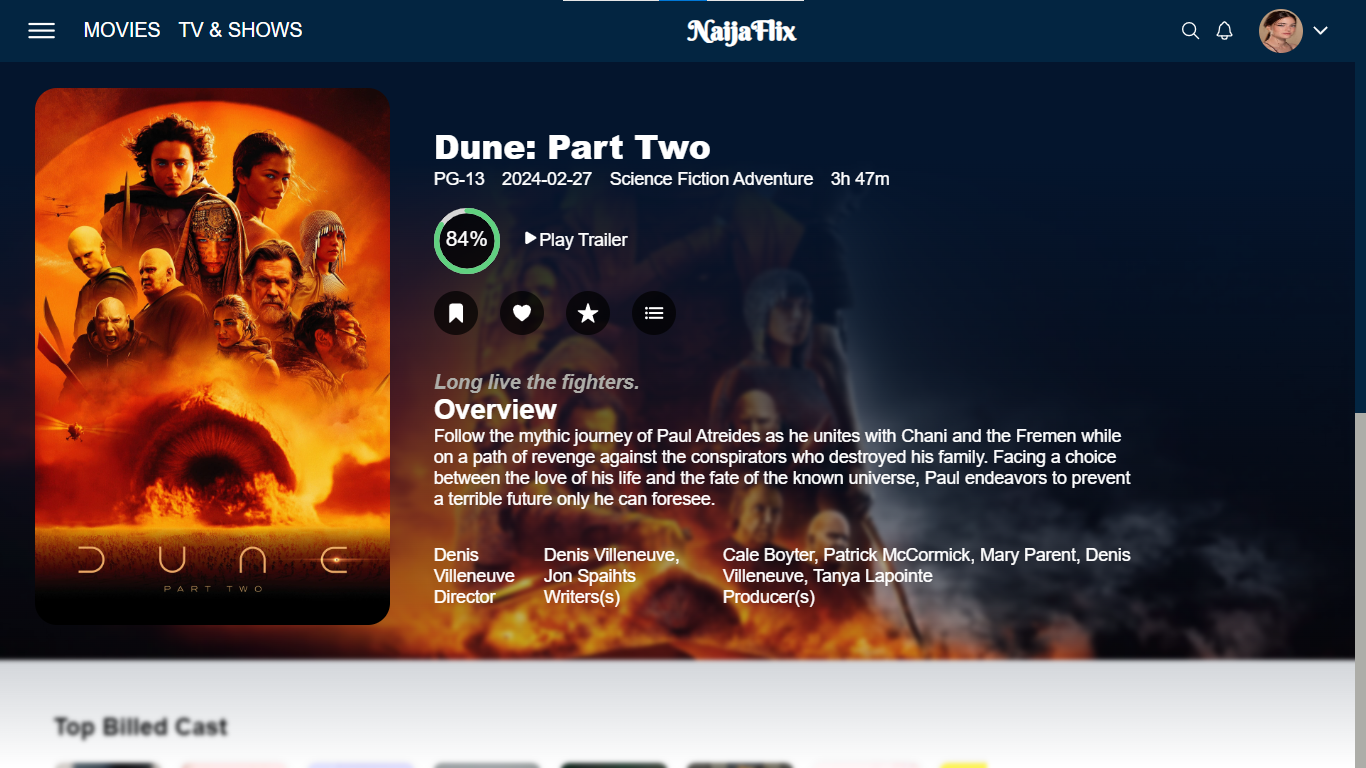 MOVIES TV & SHOWS
NaijaFlix
Dune: Part Two
PG-13 2024-02-27 Science Fiction Adventure 3h 47m
84%
Play Trailer
Long live the fighters.
Overview
Follow the mythic journey of Paul Atreides as he unites with Chani and the Fremen while
on a path of revenge against the conspirators who destroyed his family. Facing a choice
between the love of his life and the fate of the known universe, Paul endeavors to prevent
a terrible future only he can foresee.
DUNE
PART TWO
Denis
Villeneuve
Director
Denis Villeneuve,
Jon Spaihts
Writers(s)
Cale Boyter, Patrick McCormick, Mary Parent, Denis
Villeneuve, Tanya Lapointe
Producer(s)
Top Billed Cast